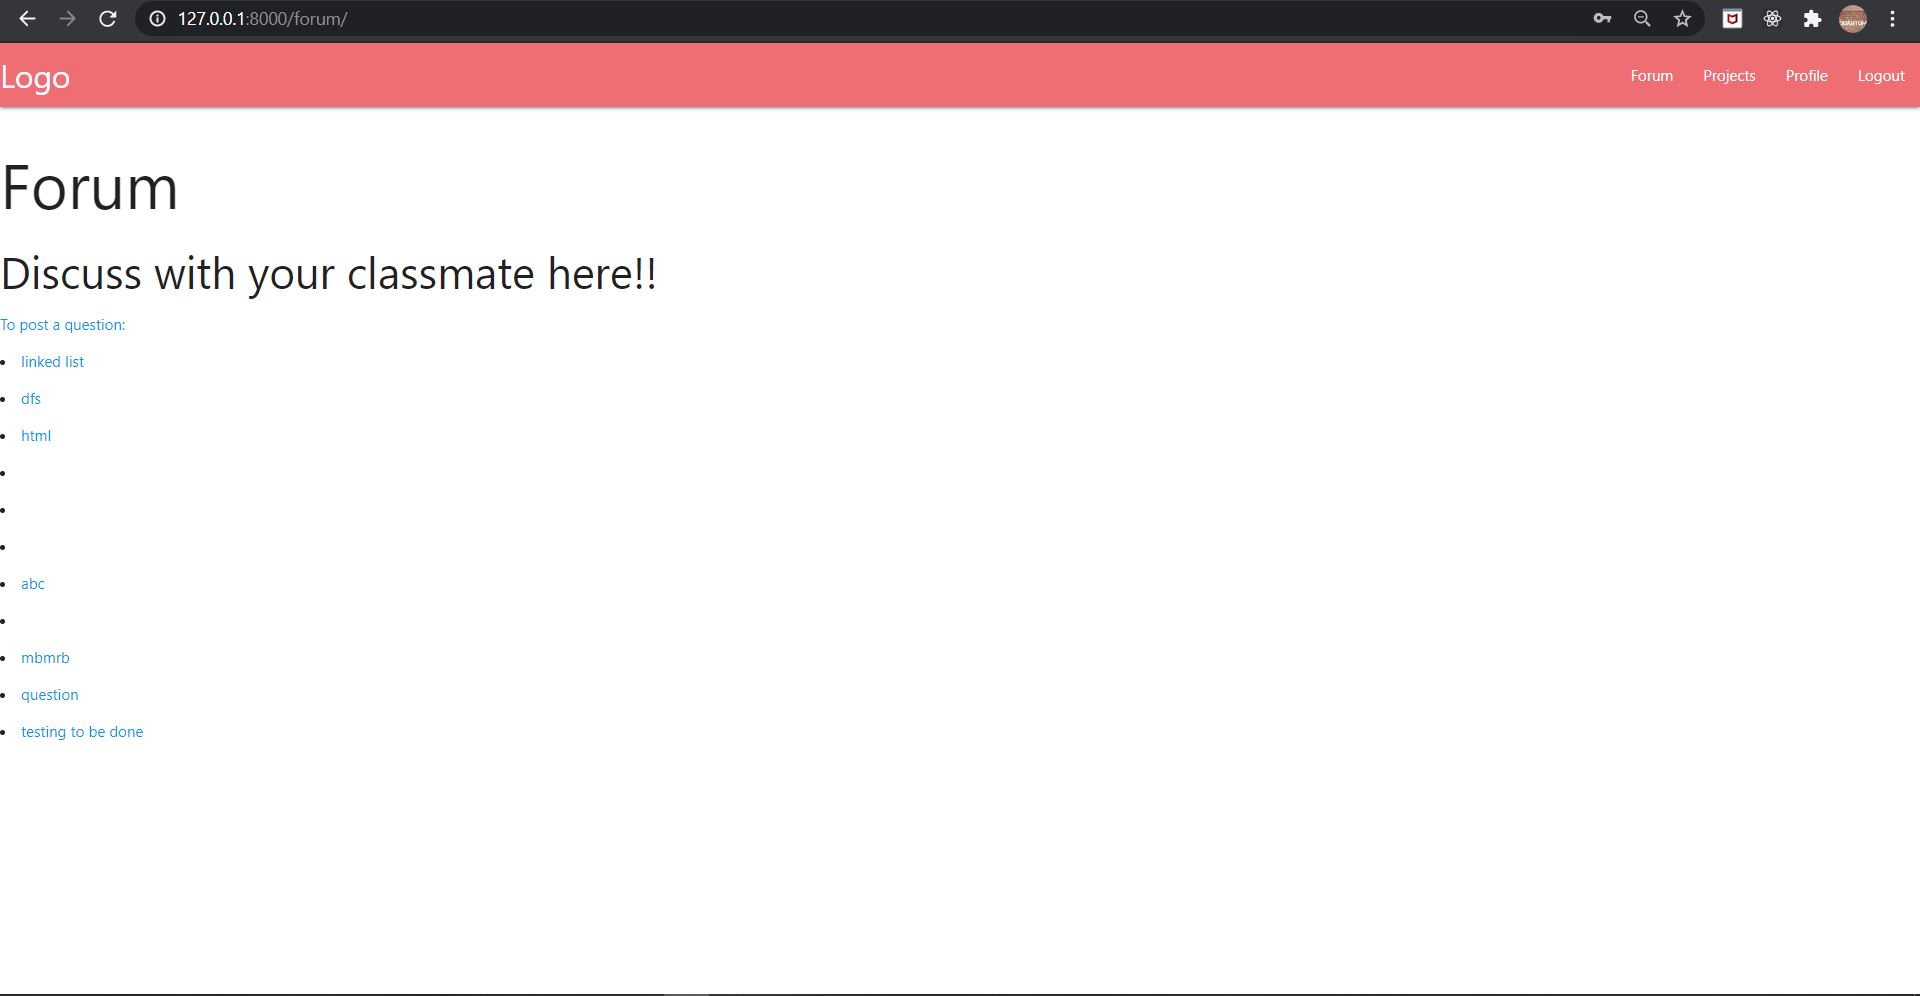 127.0.0.1:8000/forum/
Logo
Forum Projects Profile Logout
Forum
Discuss with your classmate here!!
To post a question:
linked list
dfs
html
abc
mbmrb
question
testing to be done